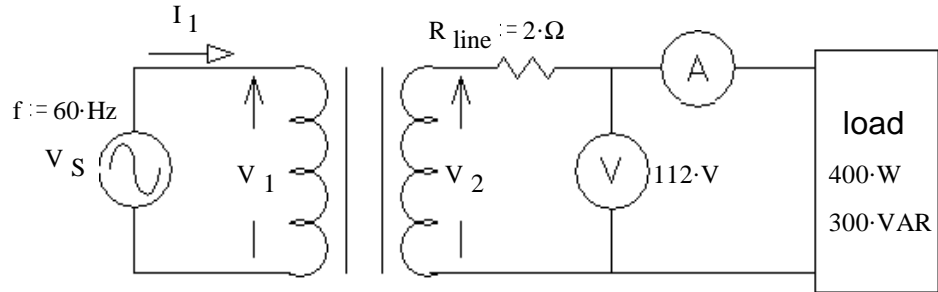 I 1
R line := 2·Ω
A
f := 60·Hz
load
V S
V 1
V 2
V
112·V
400·W
300·VAR